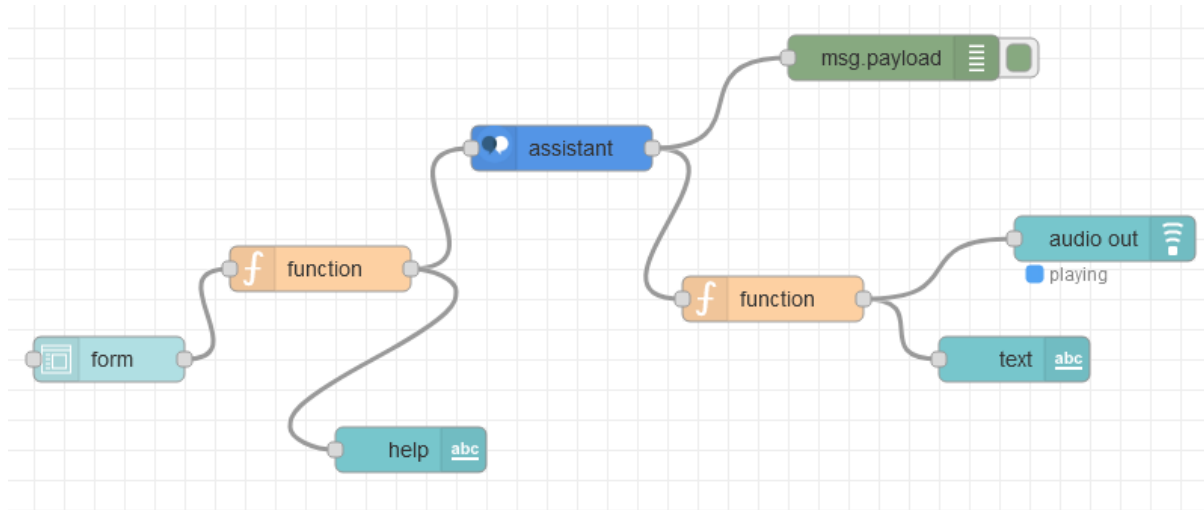 msg.payload
assistant
audio out
playing
function
function
form
text abc
help abc